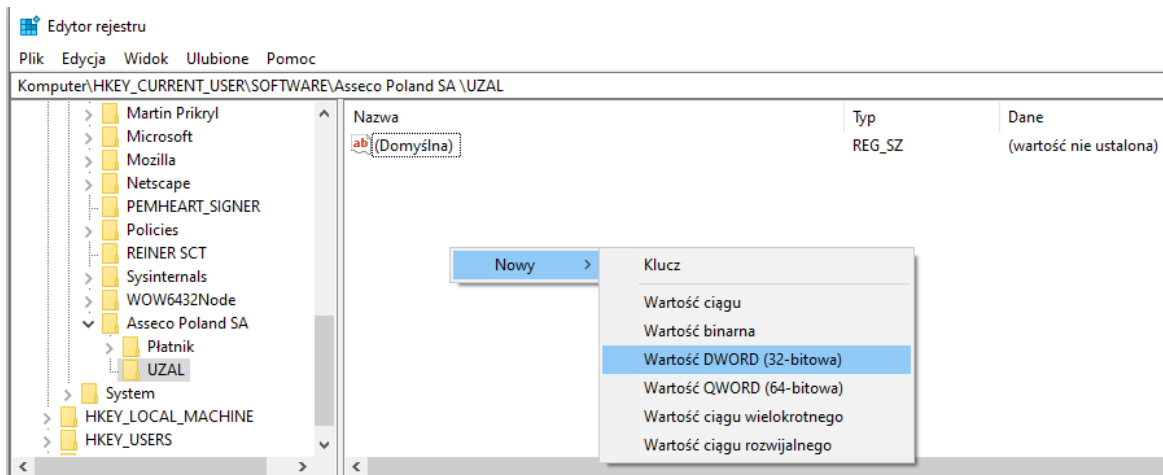 Edytor rejestru
Plik Edycja Widok Ulubione Pomoc
Komputer\HKEY_CURRENT_USER\SOFTWARE\Asseco Poland SA \UZAL
Martin Prikryl
Microsoft
Mozilla
Netscape
PEMHEART_SIGNER
Policies
REINER SCT
Sysinternals
WOW6432Node
Asseco Poland SA
Płatnik
UZAL
System
HKEY_LOCAL_MACHINE
HKEY_USERS
Nazwa Typ Dane
ab (Domyślna) REG_SZ (wartość nie ustalona)
Nowy
Klucz
Wartość ciągu
Wartość binarna
Wartość DWORD (32-bitowa)
Wartość QWORD (64-bitowa)
Wartość ciągu wielokrotnego
Wartość ciągu rozwijalnego